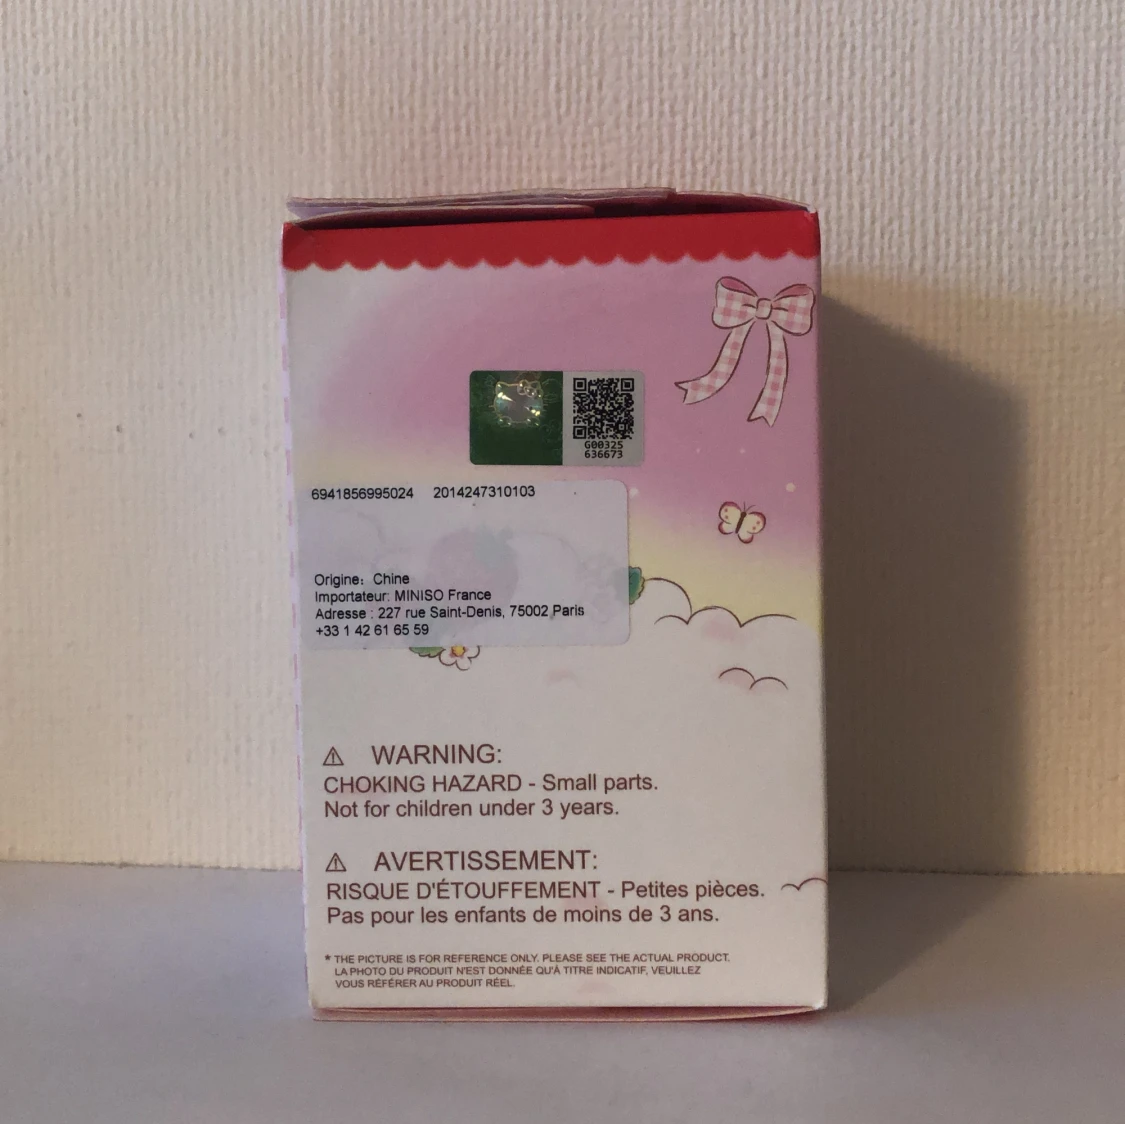 G00325
636673
6941856995024 2014247310103
Origine: Chine
Importateur: MINISO France
Adresse : 227 rue Saint-Denis, 75002 Paris
+33 1 42 61 65 59
⚠ WARNING:
CHOKING HAZARD - Small parts.
Not for children under 3 years.
⚠ AVERTISSEMENT:
RISQUE D'ÉTOUFFEMENT - Petites pièces.
Pas pour les enfants de moins de 3 ans.
* THE PICTURE IS FOR REFERENCE ONLY. PLEASE SEE THE ACTUAL PRODUCT.
LA PHOTO DU PRODUIT N'EST DONNÉE QU'À TITRE INDICATIF, VEUILLEZ
VOUS RÉFÉRER AU PRODUIT RÉEL.